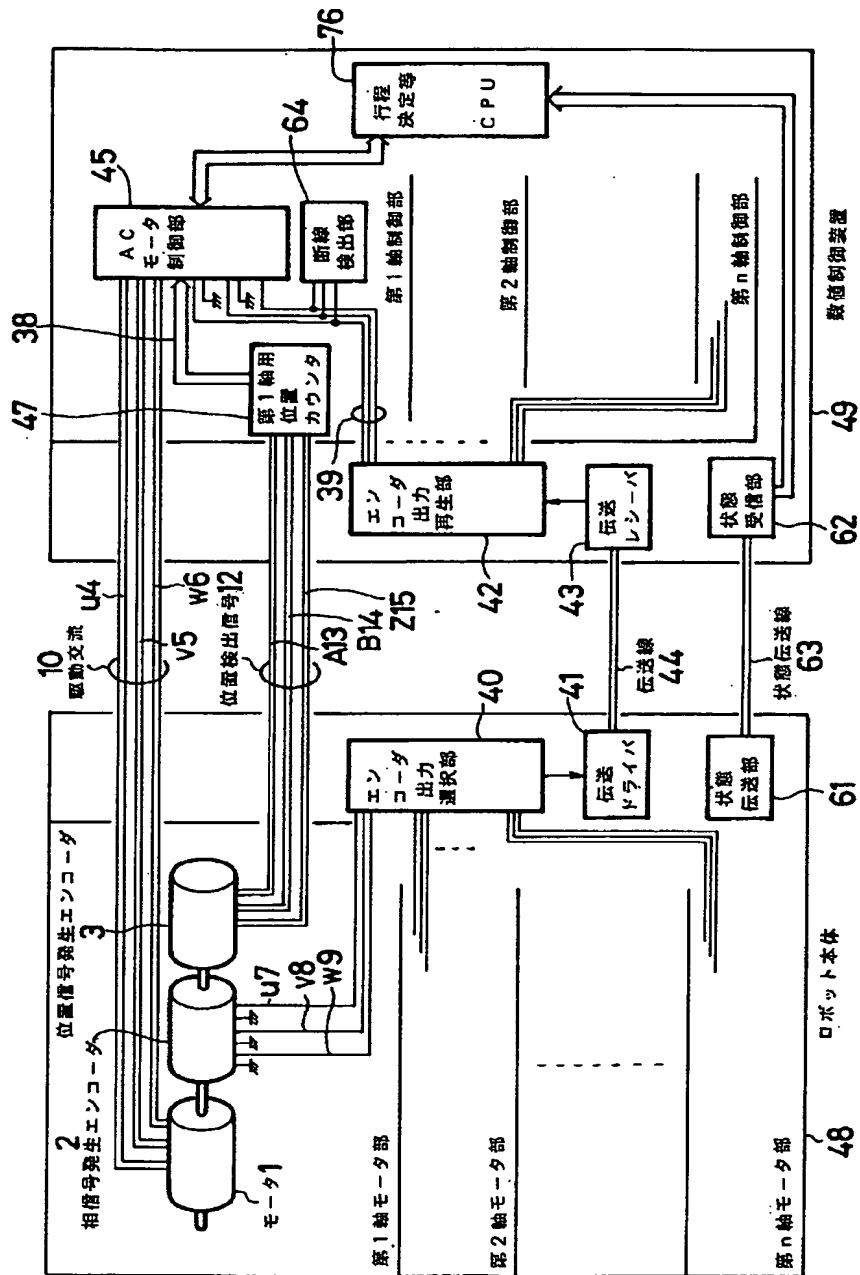 48
ロボット本体
モータ1
2
相信号発生エンコーダ
3
位置信号発生エンコーダ
u7
v8
w9
第1軸モータ部
第2軸モータ部
第n軸モータ部
40
エン
コーダ
出力
選択部
41
伝送
ドライバ
61
状態
伝送部
10
駆動交流
u4
v5
w6
位置検出信号12
A13
B14
Z15
伝送線
44
状態伝送線
63
49
数値制御装置
47
第1軸用
位置
カウンタ
38
45
AC
モータ
制御部
64
断線
検出部
76
行程
決定等
CPU
39
エン
コーダ
出力
再生部
42
伝送
レシーバ
43
状態
受信部
62
第1軸制御部
第2軸制御部
第n軸制御部